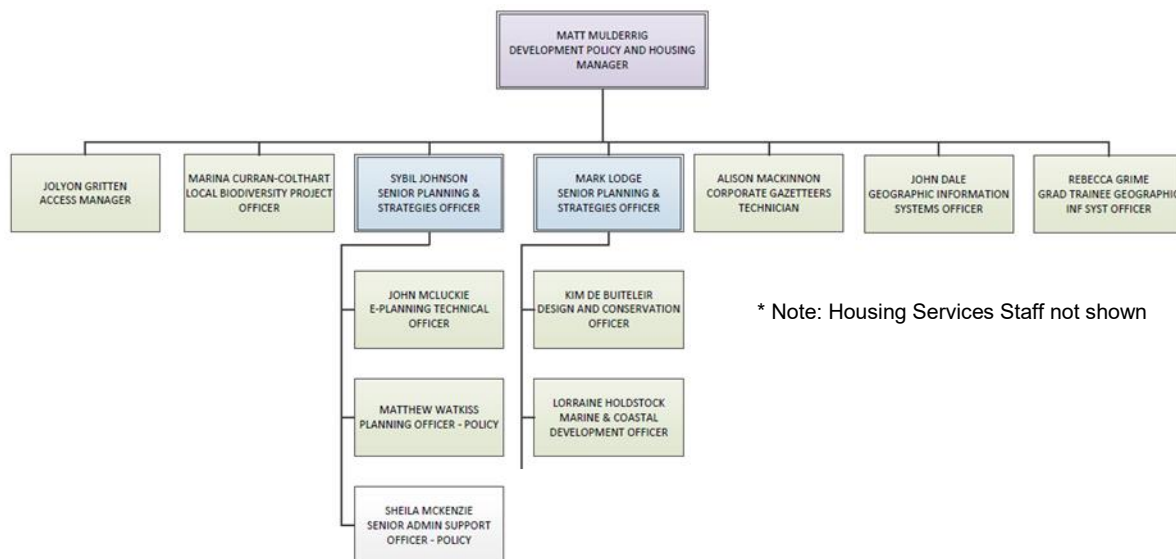 MATT MULDERRIG
DEVELOPMENT POLICY AND HOUSING
MANAGER
JOLYON GRITTEN
ACCESS MANAGER
MARINA CURRAN-COLTHART
LOCAL BIODIVERSITY PROJECT
OFFICER
SYBIL JOHNSON
SENIOR PLANNING &
STRATEGIES OFFICER
MARK LODGE
SENIOR PLANNING &
STRATEGIES OFFICER
ALISON MACKINNON
CORPORATE GAZETTEERS
TECHNICIAN
JOHN DALE
GEOGRAPHIC INFORMATION
SYSTEMS OFFICER
REBECCA GRIME
GRAD TRAINEE GEOGRAPHIC
INF SYST OFFICER
JOHN MCLUCKIE
E-PLANNING TECHNICAL
OFFICER
KIM DE BUITELEIR
DESIGN AND CONSERVATION
OFFICER
* Note: Housing Services Staff not shown
MATTHEW WATKISS
PLANNING OFFICER - POLICY
LORRAINE HOLDSTOCK
MARINE & COASTAL
DEVELOPMENT OFFICER
SHEILA MCKENZIE
SENIOR ADMIN SUPPORT
OFFICER - POLICY